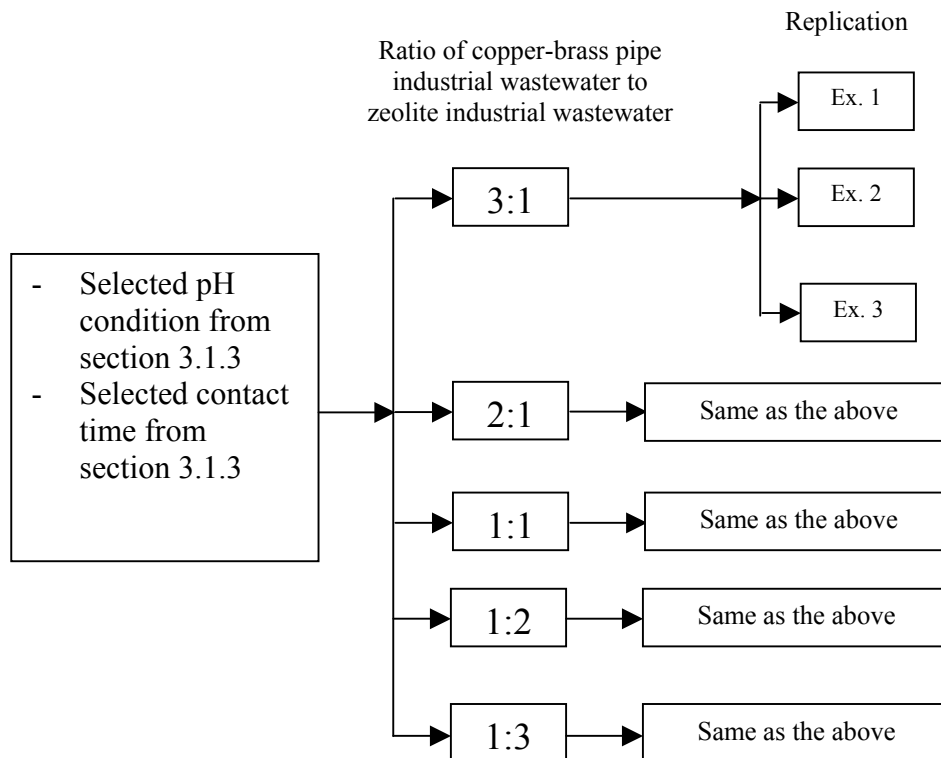 Replication
Ratio of copper-brass pipe
industrial wastewater to
zeolite industrial wastewater
Ex. 1
3:1
Ex. 2
Ex. 3
- Selected pH
condition from
section 3.1.3
- Selected contact
time from
section 3.1.3
2:1
Same as the above
1:1
Same as the above
1:2
Same as the above
1:3
Same as the above